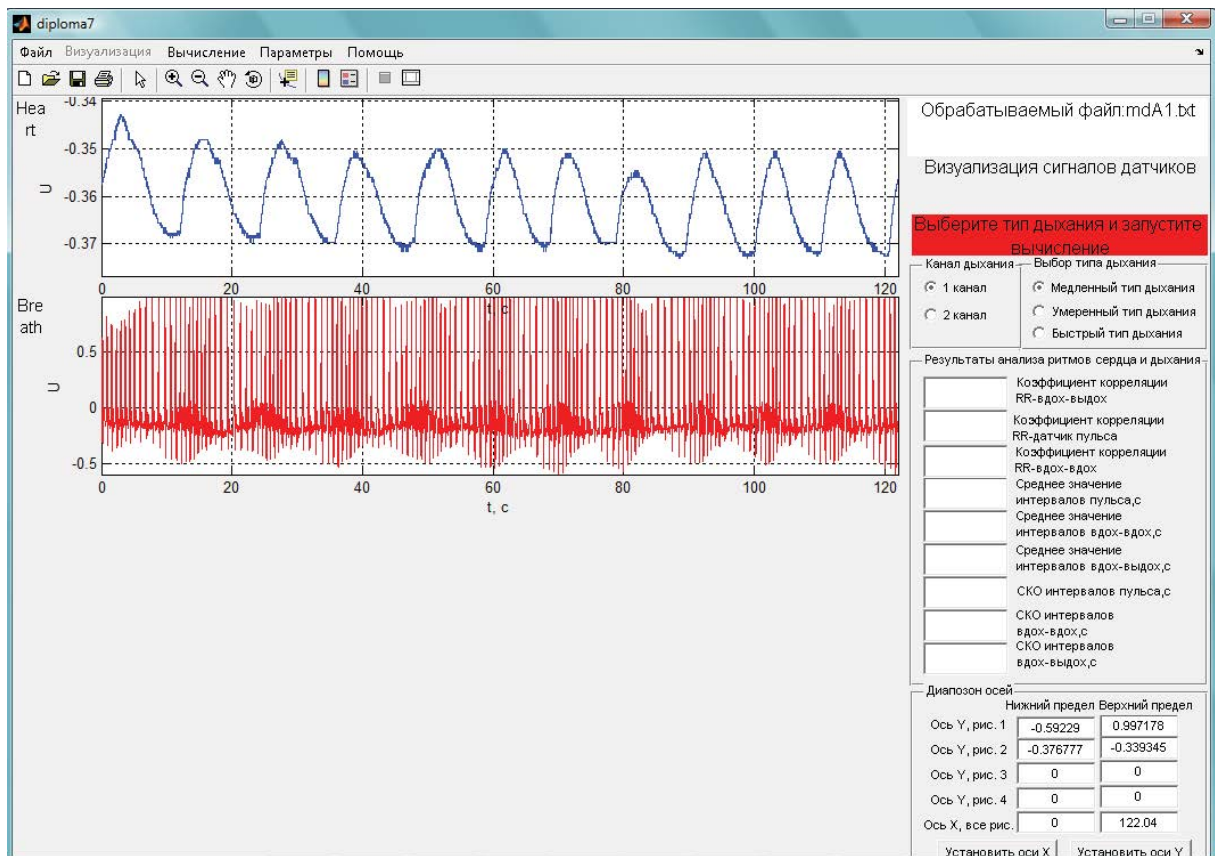 diploma7
Файл Визуализация Вычисление Параметры Помощь
Hea
rt
-0.34
-0.35
-0.36
-0.37
U
0 20 40 60 80 100 120
t, c
Bre
ath
0.5
0
-0.5
U
0 20 40 60 80 100 120
t, c
Обрабатываемый файл:mdA1.txt
Визуализация сигналов датчиков
Выберите тип дыхания и запустите
вычисление
Канал дыхания
1 канал
2 канал
Выбор типа дыхания
Медленный тип дыхания
Умеренный тип дыхания
Быстрый тип дыхания
Результаты анализа ритмов сердца и дыхания
Коэффициент корреляции
RR-вдох-выдох
Коэффициент корреляции
RR-датчик пульса
Коэффициент корреляции
RR-вдох-вдох
Среднее значение
интервалов пульса,с
Среднее значение
интервалов вдох-вдох,с
Среднее значение
интервалов вдох-выдох,с
СКО интервалов пульса,с
СКО интервалов
вдох-вдох,с
СКО интервалов
вдох-выдох,с
Диапозон осей
Нижний предел Верхний предел
Ось Y, рис. 1 -0.59229 0.997178
Ось Y, рис. 2 -0.376777 -0.339345
Ось Y, рис. 3 0 0
Ось Y, рис. 4 0 0
Ось X, все рис. 0 122.04
Установить оси X Установить оси Y